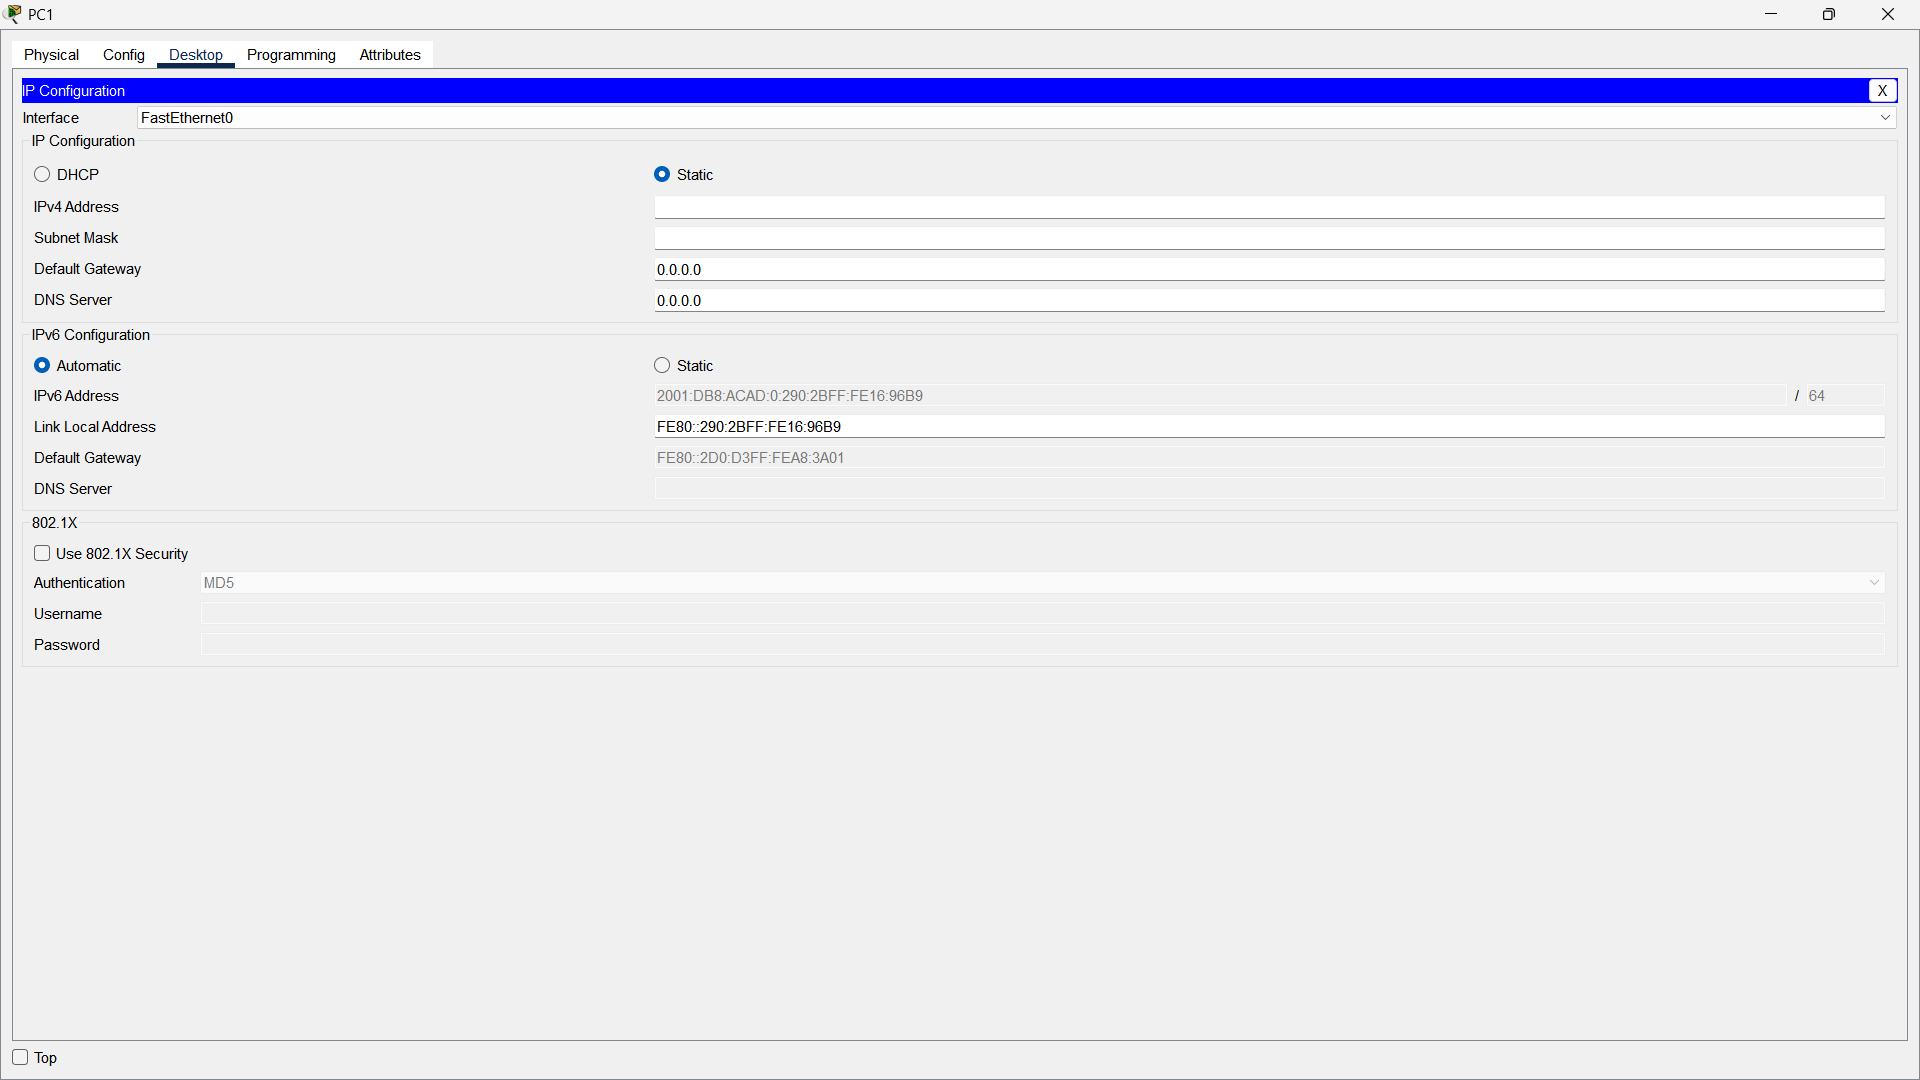 PC1
Physical Config Desktop Programming Attributes
IP Configuration X
Interface FastEthernet0
IP Configuration
DHCP Static
IPv4 Address
Subnet Mask
Default Gateway 0.0.0.0
DNS Server 0.0.0.0
IPv6 Configuration
Automatic Static
IPv6 Address 2001:DB8:ACAD:0:290:2BFF:FE16:96B9 / 64
Link Local Address FE80::290:2BFF:FE16:96B9
Default Gateway FE80::2D0:D3FF:FEA8:3A01
DNS Server
802.1X
Use 802.1X Security
Authentication MD5
Username
Password
Top